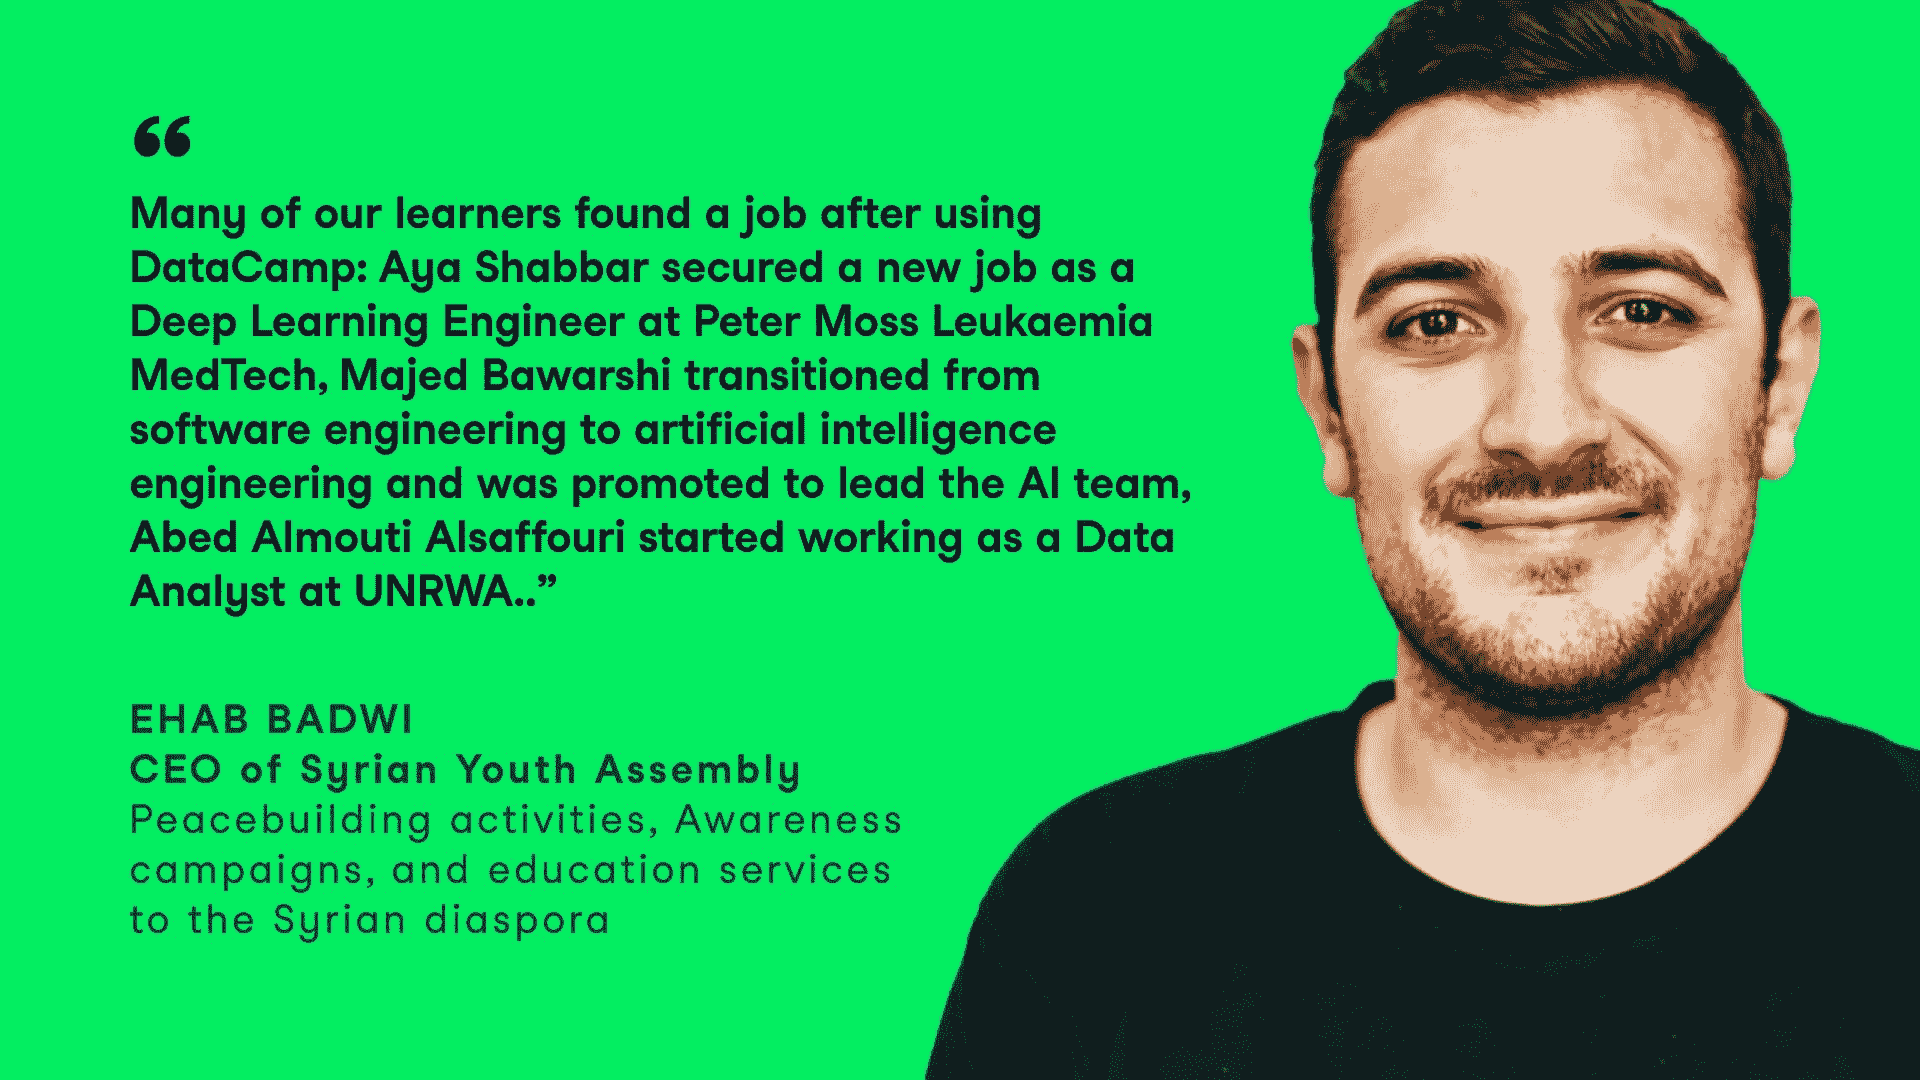 “
Many of our learners found a job after using
DataCamp: Aya Shabbar secured a new job as a
Deep Learning Engineer at Peter Moss Leukaemia
MedTech, Majed Bawarshi transitioned from
software engineering to artificial intelligence
engineering and was promoted to lead the AI team,
Abed Almouti Alsaffouri started working as a Data
Analyst at UNRWA..”
EHAB BADWI
CEO of Syrian Youth Assembly
Peacebuilding activities, Awareness
campaigns, and education services
to the Syrian diaspora